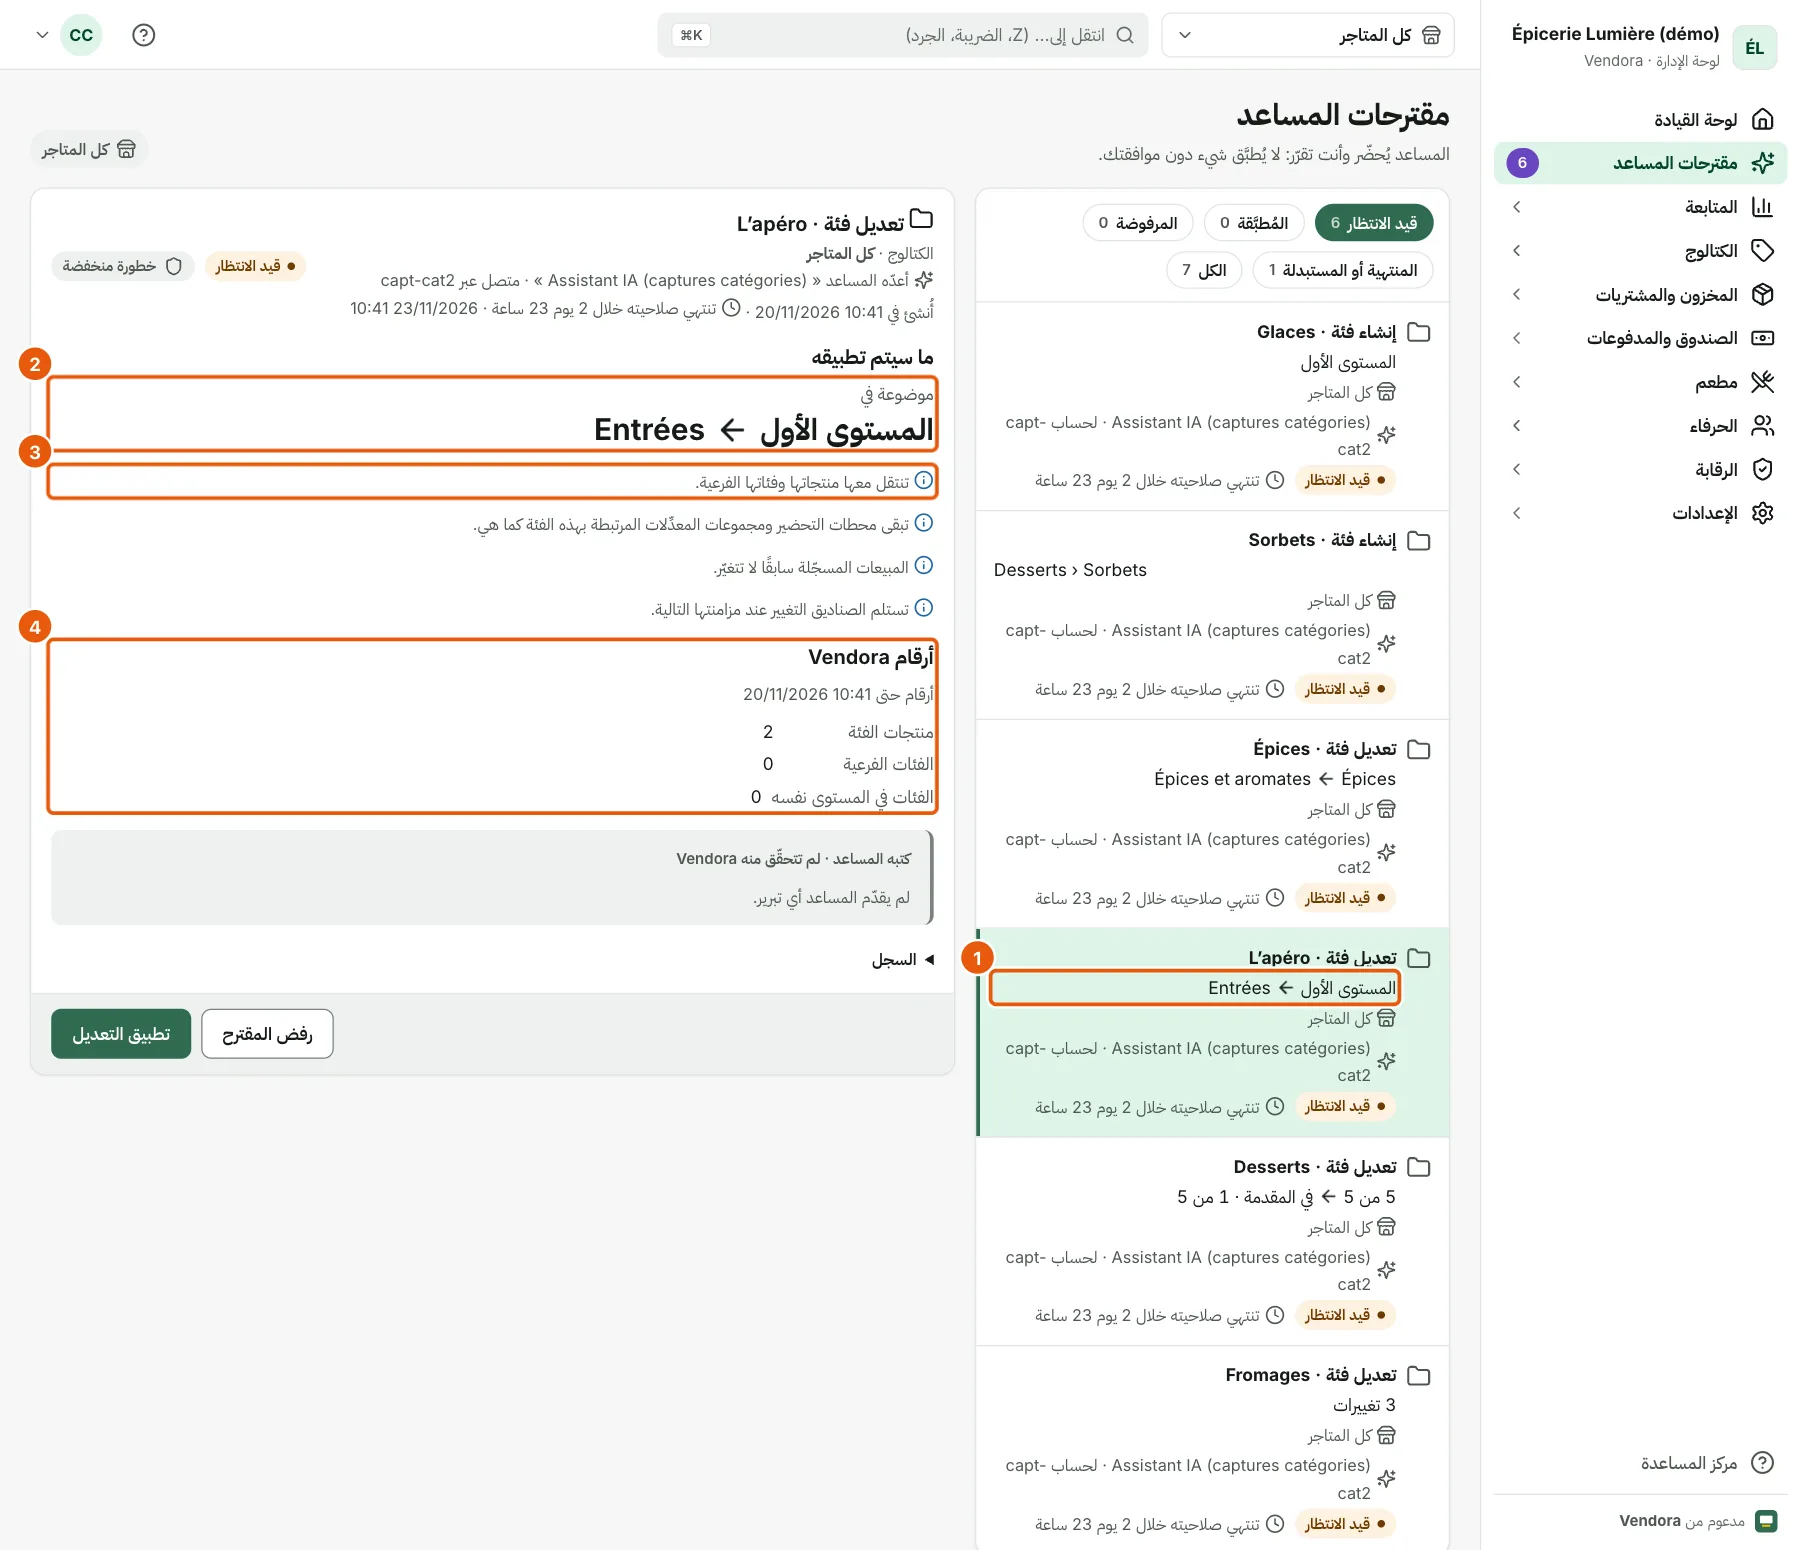 Épicerie Lumière (démo)
لوحة الإدارة · Vendora
ÉL
لوحة القيادة
مقترحات المساعد
6
المتابعة
الكتالوج
المخزون والمشتريات
الصندوق والمدفوعات
مطعم
الحرفاء
الرقابة
الإعدادات
مركز المساعدة
مدعوم من Vendora
كل المتاجر
انتقل إلى... (Z، الضريبة، الجرد)
⌘K
CC
مقترحات المساعد
المساعد يُحضّر وأنت تقرّر: لا يُطبَّق شيء دون موافقتك.
كل المتاجر
قيد الانتظار 6
المُطبَّقة 0
المرفوضة 0
المنتهية أو المستبدلة 1
الكل 7
إنشاء فئة · Glaces
المستوى الأول
كل المتاجر
Assistant IA (captures catégories) · لحساب capt-
cat2
قيد الانتظار
تنتهي صلاحيته خلال 2 يوم 23 ساعة
إنشاء فئة · Sorbets
Desserts › Sorbets
كل المتاجر
Assistant IA (captures catégories) · لحساب capt-
cat2
قيد الانتظار
تنتهي صلاحيته خلال 2 يوم 23 ساعة
تعديل فئة · Épices
Épices ← Épices et aromates
كل المتاجر
Assistant IA (captures catégories) · لحساب capt-
cat2
قيد الانتظار
تنتهي صلاحيته خلال 2 يوم 23 ساعة
1
تعديل فئة · L’apéro
المستوى الأول ← Entrées
كل المتاجر
Assistant IA (captures catégories) · لحساب capt-
cat2
قيد الانتظار
تنتهي صلاحيته خلال 2 يوم 23 ساعة
تعديل فئة · Desserts
5 من 5 ← في المقدمة · 1 من 5
كل المتاجر
Assistant IA (captures catégories) · لحساب capt-
cat2
قيد الانتظار
تنتهي صلاحيته خلال 2 يوم 23 ساعة
تعديل فئة · Fromages
3 تغييرات
كل المتاجر
Assistant IA (captures catégories) · لحساب capt-
cat2
قيد الانتظار
تنتهي صلاحيته خلال 2 يوم 23 ساعة
تعديل فئة · L’apéro
الكتالوج · كل المتاجر
قيد الانتظار
خطورة منخفضة
أعدّه المساعد « Assistant IA (captures catégories) » · متصل عبر capt-cat2
أُنشئ في 20/11/2026 10:41 · تنتهي صلاحيته خلال 2 يوم 23 ساعة · 23/11/2026 10:41
ما سيتم تطبيقه
2
موضوعة في
المستوى الأول ← Entrées
3
تنتقل معها منتجاتها وفئاتها الفرعية.
تبقى محطات التحضير ومجموعات المعدِّلات المرتبطة بهذه الفئة كما هي.
المبيعات المسجّلة سابقًا لا تتغيّر.
تستلم الصناديق التغيير عند مزامنتها التالية.
4
أرقام Vendora
أرقام حتى 20/11/2026 10:41
منتجات الفئة 2
الفئات الفرعية 0
الفئات في المستوى نفسه 0
كتبه المساعد · لم تتحقّق منه Vendora
لم يقدّم المساعد أي تبرير.
السجل
رفض المقترح
تطبيق التعديل